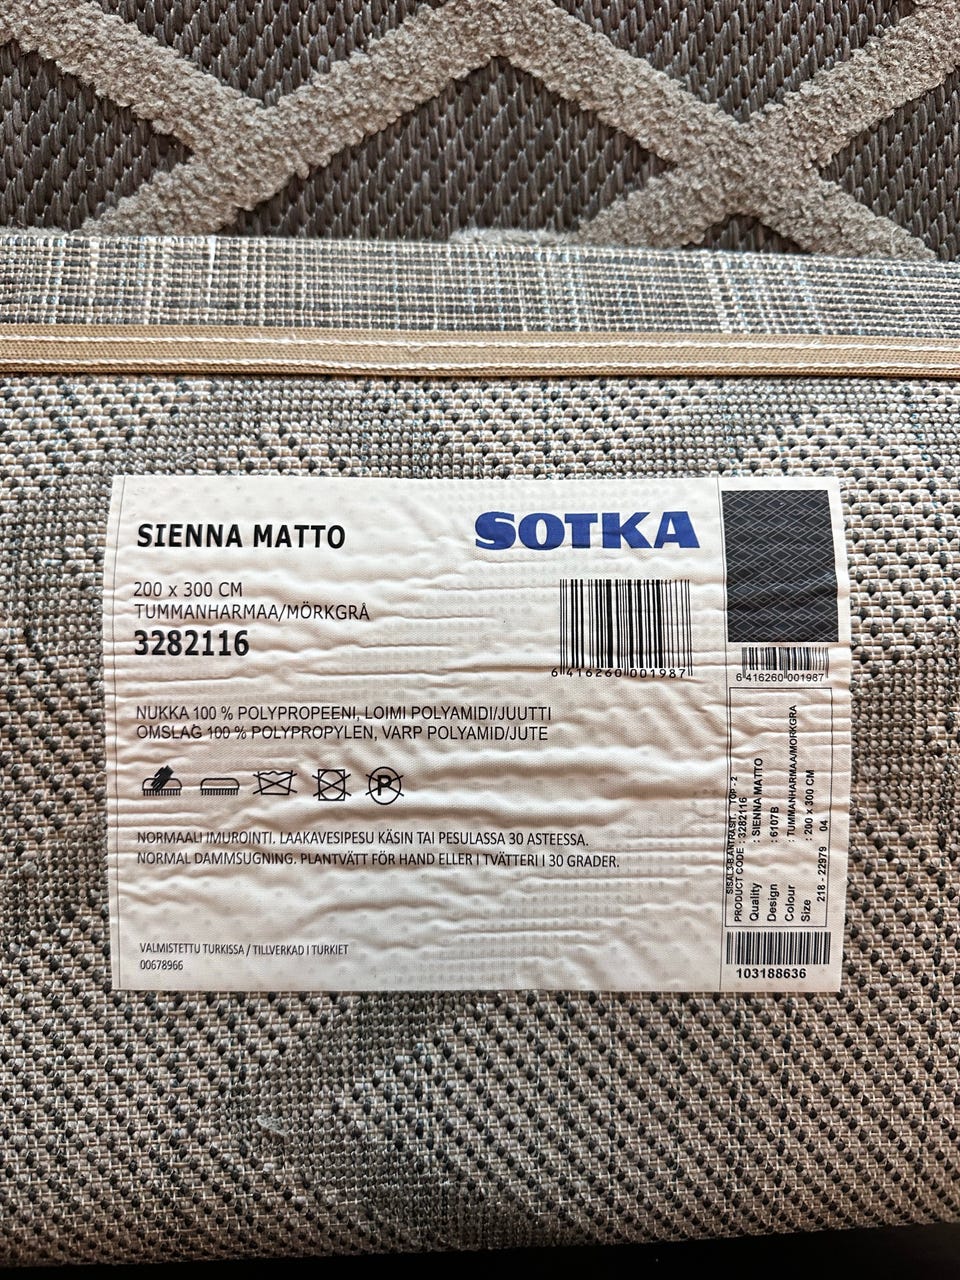 SIENNA MATTO
SOTKA
200 x 300 CM
TUMMANHARMAA/MÖRKGRÅ
3282116
6 416260 001987
NUKKA 100 % POLYPROPEENI, LOIMI POLYAMIDI/JUUTTI
OMSLAG 100 % POLYPROPYLEN, VARP POLYAMID/JUTE
P
NORMAALI IMUROINTI. LAAKAVESIPESU KÄSIN TAI PESULASSA 30 ASTEESSA.
NORMAL DAMMSUGNING. PLANTVÄTT FÖR HAND ELLER I TVÄTTERI I 30 GRADER.
VALMISTETTU TURKISSA / TILLVERKAD I TURKIET
00678966
6 416260 001987
PRODUCT CODE : 3282116
Quality : SIENNA MATTO
Design : 6107B
Colour : TUMMANHARMAA/MORKGRA
Size : 200 x 300 CM
218 - 22979 04
103188636